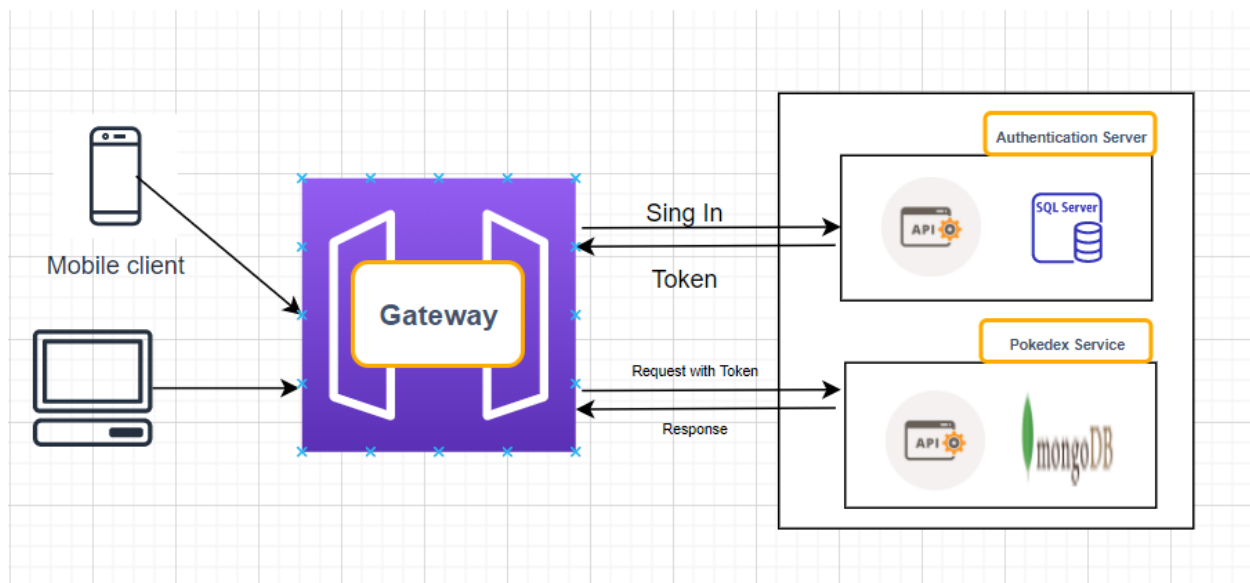 Mobile client
Gateway
Sing In
Token
Request with Token
Response
Authentication Server
API
SQL Server
Pokedex Service
API
mongoDB